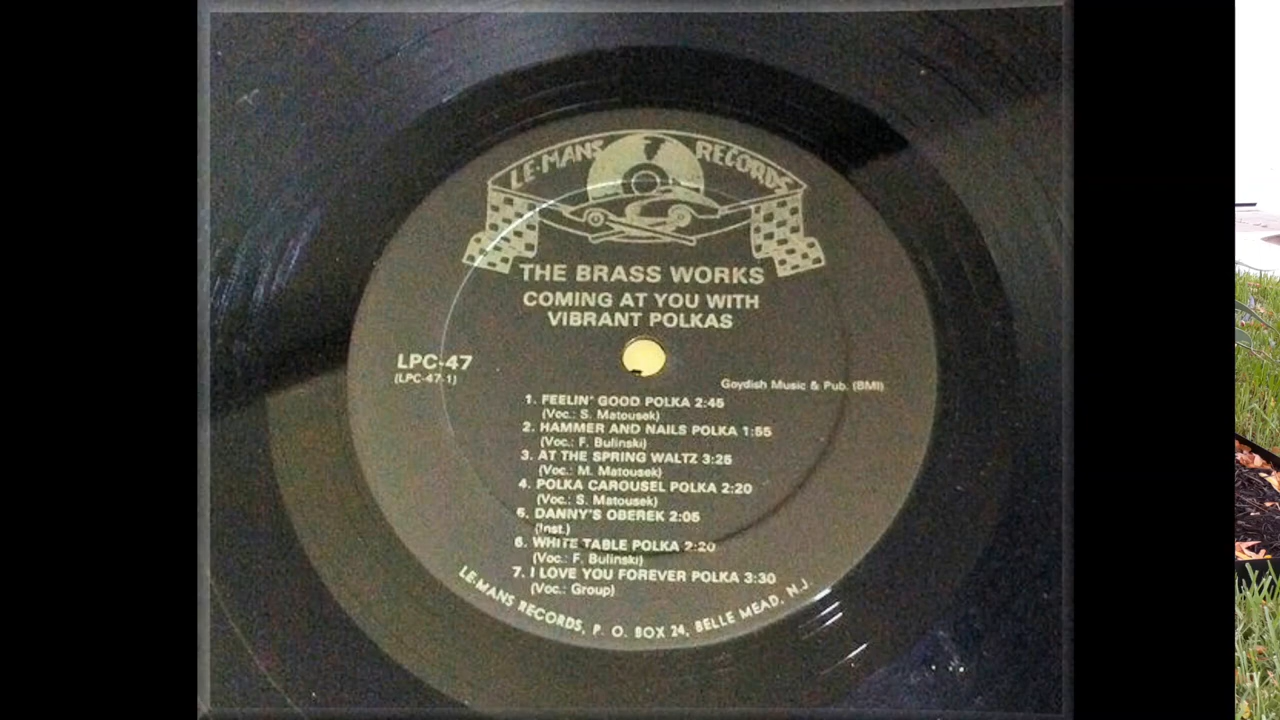 LE-MANS RECORDS
THE BRASS WORKS
COMING AT YOU WITH
VIBRANT POLKAS
LPC-47
(LPC-47-1)
Goydish Music & Pub. (BMI)
1. FEELIN' GOOD POLKA 2:45
(Voc.: S. Matousek)
2. HAMMER AND NAILS POLKA 1:55
(Voc.: F. Bulinski)
3. AT THE SPRING WALTZ 3:25
(Voc.: M. Matousek)
4. POLKA CAROUSEL POLKA 2:20
(Voc.: S. Matousek)
5. DANNY'S OBEREK 2:05
(Inst.)
6. WHITE TABLE POLKA 2:20
(Voc.: F. Bulinski)
7. I LOVE YOU FOREVER POLKA 3:30
(Voc.: Group)
LE-MANS RECORDS, P. O. BOX 24, BELLE MEAD, N.J.